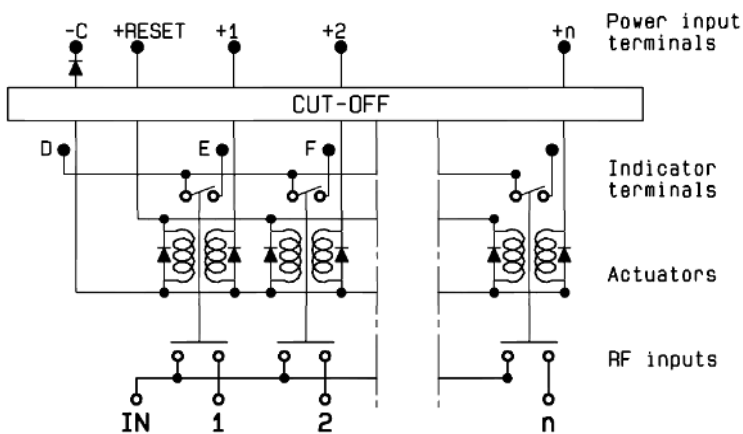 -C +RESET +1 +2 +n Power input
terminals
CUT-OFF
D E F
Indicator
terminals
Actuators
RF inputs
IN 1 2 n